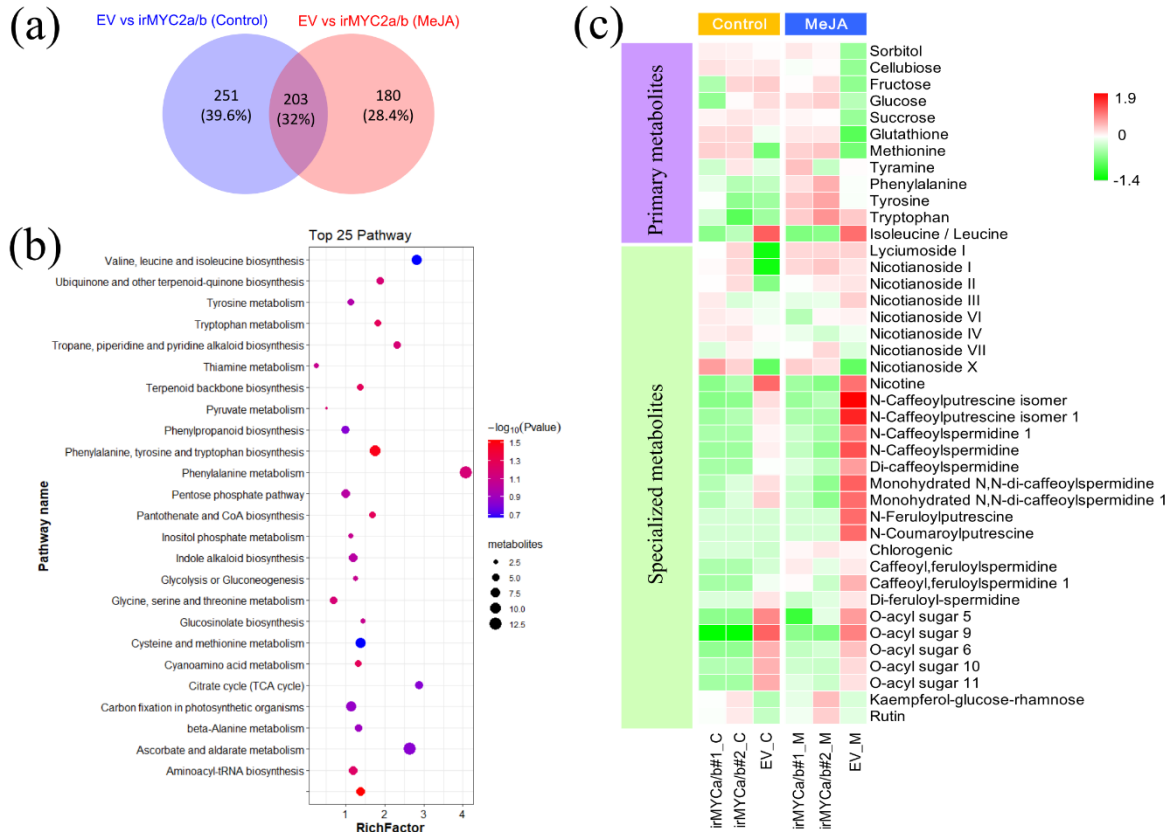 (a)
EV vs irMYC2a/b (Control)
EV vs irMYC2a/b (MeJA)
251
(39.6%)
203
(32%)
180
(28.4%)
(b)
Top 25 Pathway
Pathway name
Valine, leucine and isoleucine biosynthesis
Ubiquinone and other terpenoid-quinone biosynthesis
Tyrosine metabolism
Tryptophan metabolism
Tropane, piperidine and pyridine alkaloid biosynthesis
Thiamine metabolism
Terpenoid backbone biosynthesis
Pyruvate metabolism
Phenylpropanoid biosynthesis
Phenylalanine, tyrosine and tryptophan biosynthesis
Phenylalanine metabolism
Pentose phosphate pathway
Pantothenate and CoA biosynthesis
Inositol phosphate metabolism
Indole alkaloid biosynthesis
Glycolysis or Gluconeogenesis
Glycine, serine and threonine metabolism
Glucosinolate biosynthesis
Cysteine and methionine metabolism
Cyanoamino acid metabolism
Citrate cycle (TCA cycle)
Carbon fixation in photosynthetic organisms
beta-Alanine metabolism
Ascorbate and aldarate metabolism
Aminoacyl-tRNA biosynthesis
1 2 3 4
RichFactor
−log10(Pvalue)
1.5
1.3
1.1
0.9
0.7
metabolites
2.5
5.0
7.5
10.0
12.5
(c)
Control
MeJA
Primary metabolites
Specialized metabolites
Sorbitol
Cellubiose
Fructose
Glucose
Succrose
Glutathione
Methionine
Tyramine
Phenylalanine
Tyrosine
Tryptophan
Isoleucine / Leucine
Lyciumoside I
Nicotianoside I
Nicotianoside II
Nicotianoside III
Nicotianoside VI
Nicotianoside IV
Nicotianoside VII
Nicotianoside X
Nicotine
N-Caffeoylputrescine isomer
N-Caffeoylputrescine isomer 1
N-Caffeoylspermidine 1
N-Caffeoylspermidine
Di-caffeoylspermidine
Monohydrated N,N-di-caffeoylspermidine
Monohydrated N,N-di-caffeoylspermidine 1
N-Feruloylputrescine
N-Coumaroylputrescine
Chlorogenic
Caffeoyl,feruloylspermidine
Caffeoyl,feruloylspermidine 1
Di-feruloyl-spermidine
O-acyl sugar 5
O-acyl sugar 9
O-acyl sugar 6
O-acyl sugar 10
O-acyl sugar 11
Kaempferol-glucose-rhamnose
Rutin
irMYCa/b#1_C
irMYCa/b#2_C
EV_C
irMYCa/b#1_M
irMYCa/b#2_M
EV_M
1.9
0
-1.4